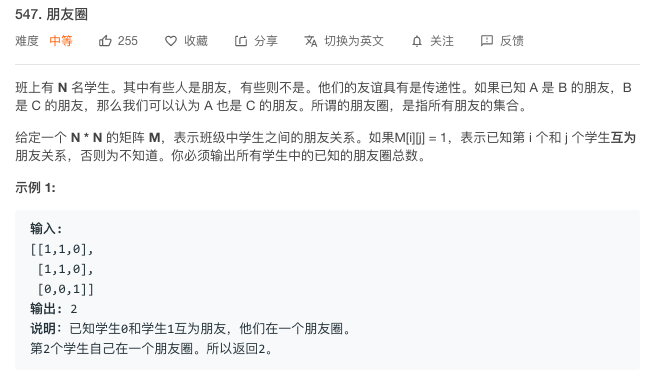 547. 朋友圈
难度 中等 255 收藏 分享 切换为英文 关注 反馈
班上有 N 名学生。其中有些人是朋友，有些则不是。他们的友谊具有是传递性。如果已知 A 是 B 的朋友，B
是 C 的朋友，那么我们可以认为 A 也是 C 的朋友。所谓的朋友圈，是指所有朋友的集合。
给定一个 N * N 的矩阵 M，表示班级中学生之间的朋友关系。如果M[i][j] = 1，表示已知第 i 个和 j 个学生互为
朋友关系，否则为不知道。你必须输出所有学生中的已知的朋友圈总数。
示例 1:
输入:
[[1,1,0],
[1,1,0],
[0,0,1]]
输出: 2
说明：已知学生0和学生1互为朋友，他们在一个朋友圈。
第2个学生自己在一个朋友圈。所以返回2。